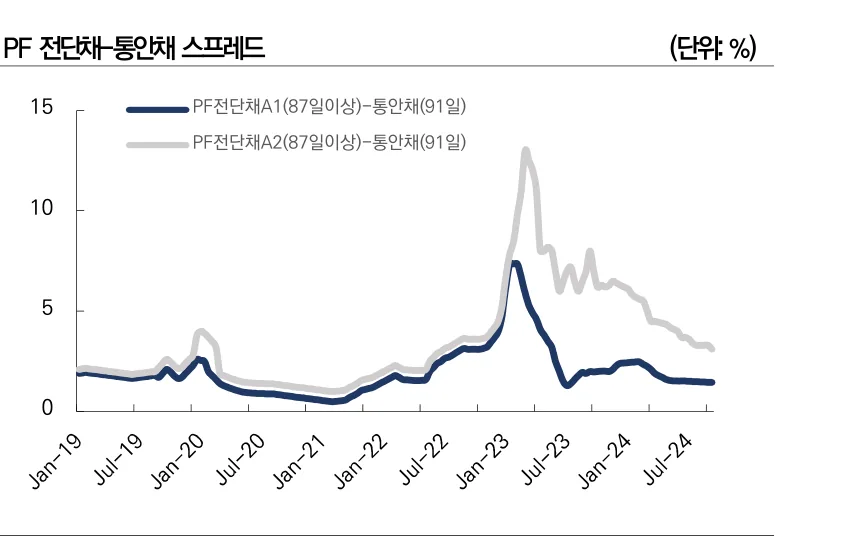 PF 전단채-통안채 스프레드 (단위: %)
15
PF전단채A1(87일이상)-통안채(91일)
PF전단채A2(87일이상)-통안채(91일)
10
5
0
Jan-19 Jul-19 Jan-20 Jul-20 Jan-21 Jan-22 Jul-22 Jan-23 Jul-23 Jan-24 Jul-24